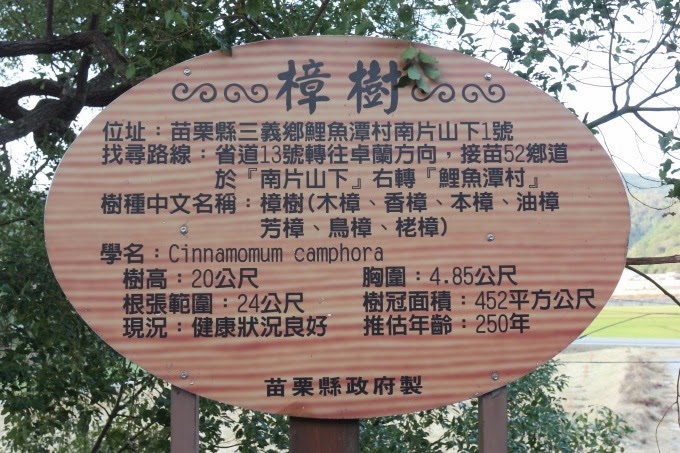 樟樹
位址：苗栗縣三義鄉鯉魚潭村南片山下1號
找尋路線：省道13號轉往卓蘭方向，接苗52鄉道
於『南片山下』右轉『鯉魚潭村』
樹種中文名稱：樟樹(木樟、香樟、本樟、油樟
芳樟、鳥樟、栳樟)
學名：Cinnamomum camphora
樹高：20公尺 胸圍：4.85公尺
根張範圍：24公尺 樹冠面積：452平方公尺
現況：健康狀況良好 推估年齡：250年
苗栗縣政府製